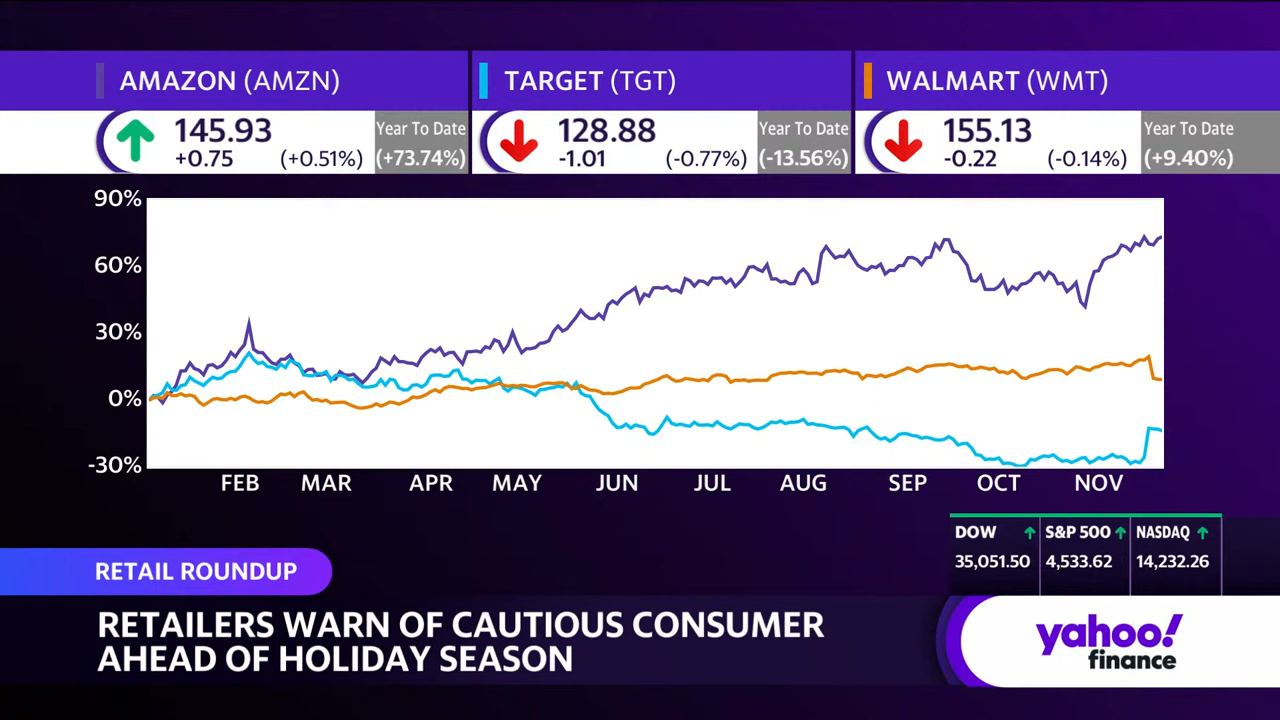 AMAZON (AMZN)
145.93
+0.75 (+0.51%)
Year To Date
(+73.74%)
TARGET (TGT)
128.88
-1.01 (-0.77%)
Year To Date
(-13.56%)
WALMART (WMT)
155.13
-0.22 (-0.14%)
Year To Date
(+9.40%)
90%
60%
30%
0%
-30%
FEB MAR APR MAY JUN JUL AUG SEP OCT NOV
DOW S&P 500 NASDAQ
35,051.50 4,533.62 14,232.26
RETAIL ROUNDUP
RETAILERS WARN OF CAUTIOUS CONSUMER
AHEAD OF HOLIDAY SEASON
yahoo!
finance